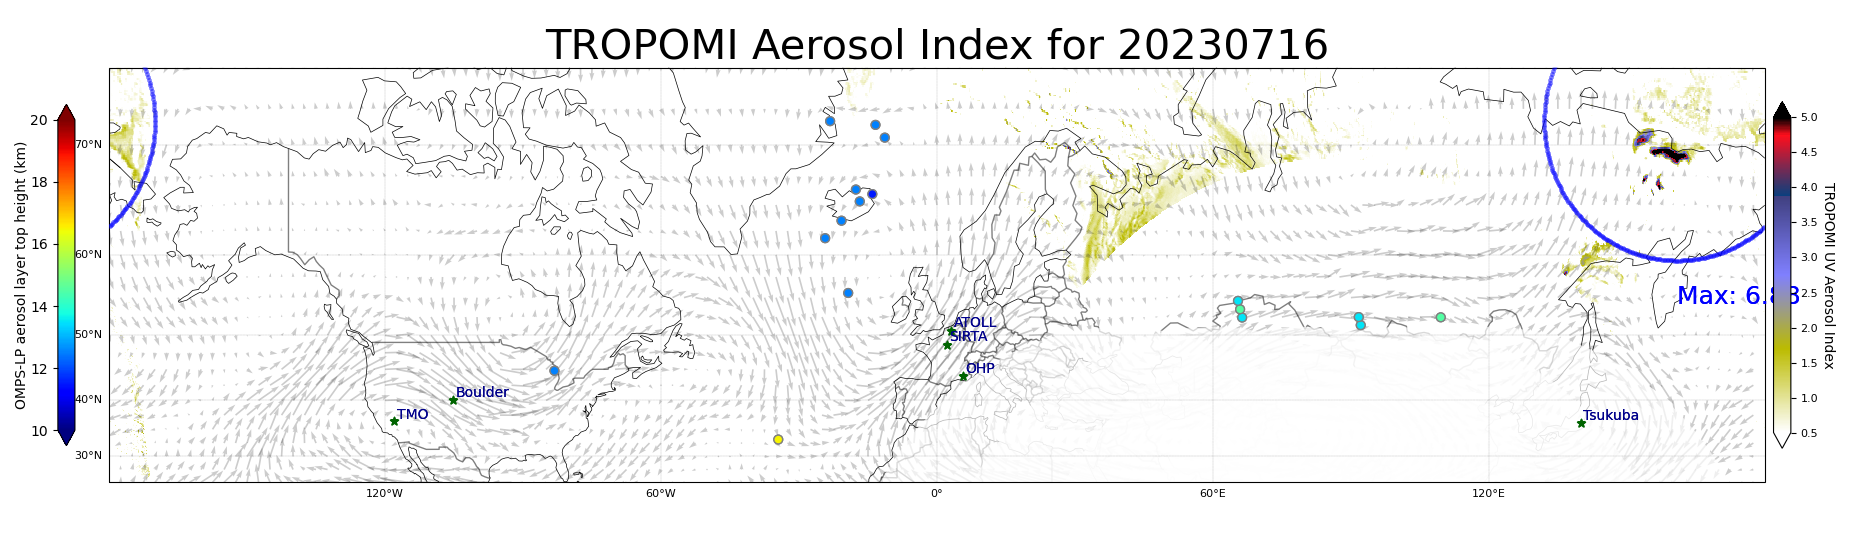 TROPOMI Aerosol Index for 20230716
OMPS-LP aerosol layer top height (km)
20
18
16
14
12
10
70°N
60°N
50°N
40°N
30°N
120°W
60°W
0°
60°E
120°E
ATOLL
SIRTA
OHP
Boulder
TMO
Tsukuba
Max: 6.83
5.0
4.5
4.0
3.5
3.0
2.5
2.0
1.5
1.0
0.5
TROPOMI UV Aerosol Index